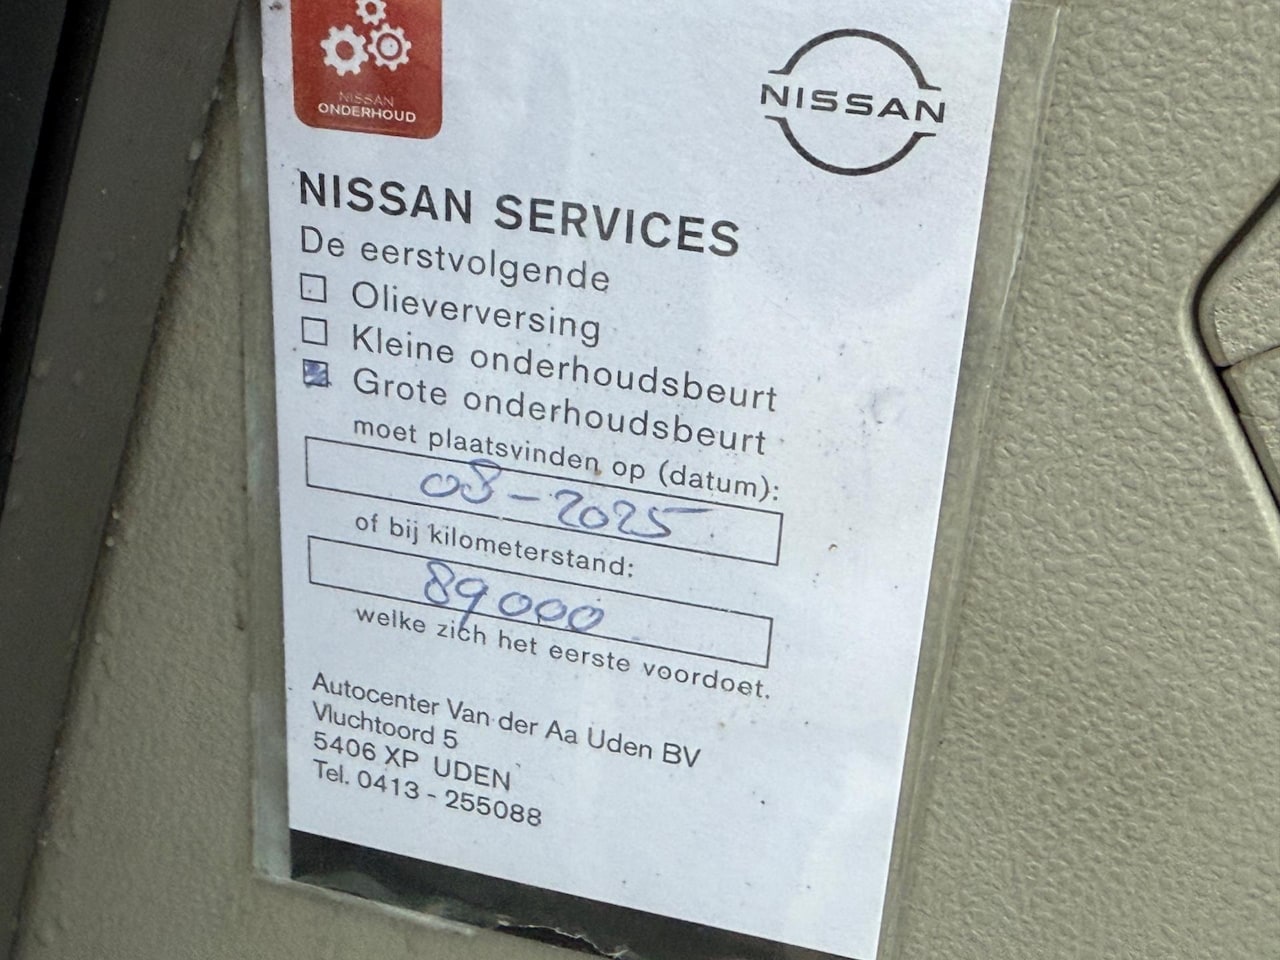 NISSAN
ONDERHOUD
NISSAN
NISSAN SERVICES
De eerstvolgende
Olieverversing
Kleine onderhoudsbeurt
Grote onderhoudsbeurt
moet plaatsvinden op (datum):
08-2025
of bij kilometerstand:
89000
welke zich het eerste voordoet.
Autocenter Van der Aa Uden BV
Vluchtoord 5
5406 XP UDEN
Tel. 0413 - 255088